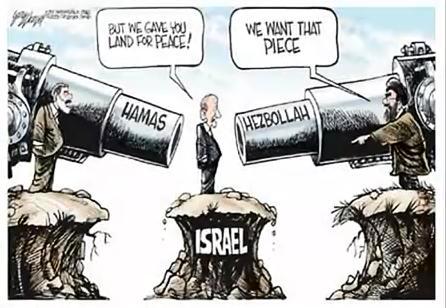 BUT WE GAVE YOU
LAND FOR PEACE!
WE WANT THAT
PIECE
HAMAS
HEZBOLLAH
ISRAEL